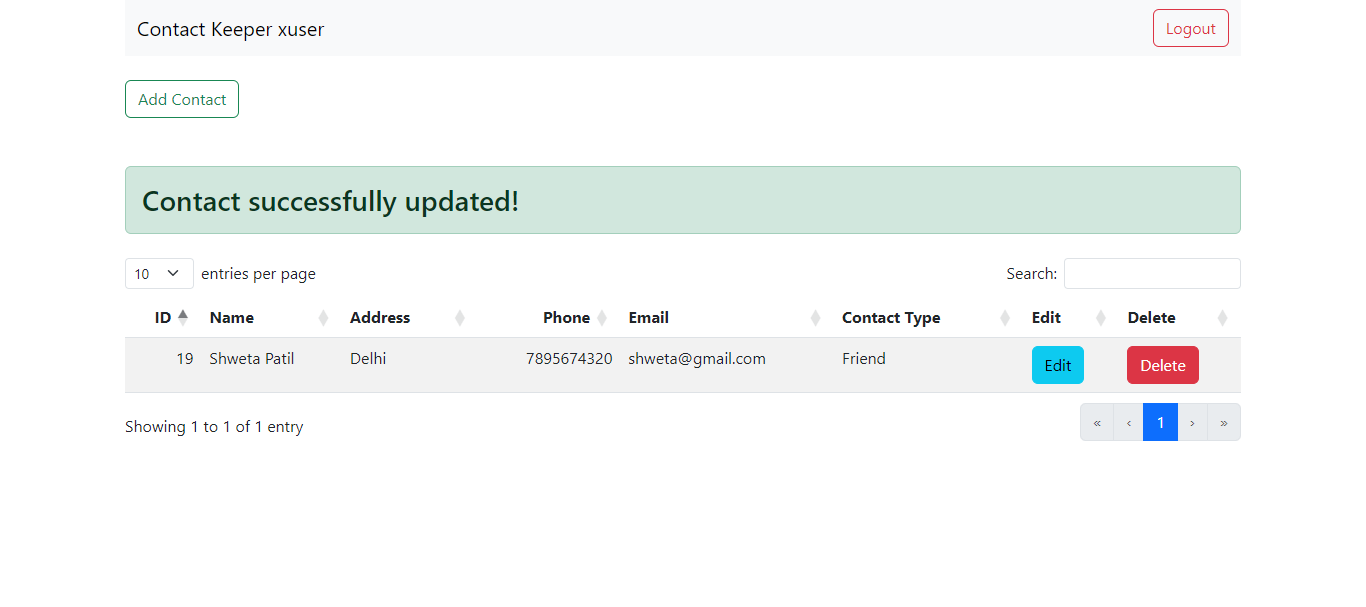 Contact Keeper xuser Logout
Add Contact
Contact successfully updated!
10 entries per page Search:
ID Name Address Phone Email Contact Type Edit Delete
19 Shweta Patil Delhi 7895674320 shweta@gmail.com Friend Edit Delete
Showing 1 to 1 of 1 entry « ‹ 1 › »